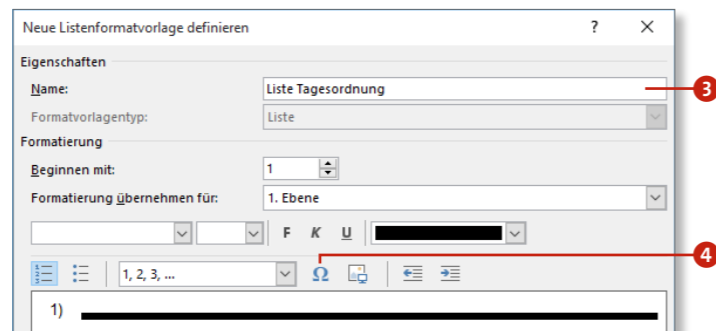 Neue Listenformatvorlage definieren ? ×
Eigenschaften
Name: Liste Tagesordnung 3
Formatvorlagentyp: Liste
Formatierung
Beginnen mit: 1
Formatierung übernehmen für: 1. Ebene
F K U
1, 2, 3, ... Ω 4
1)